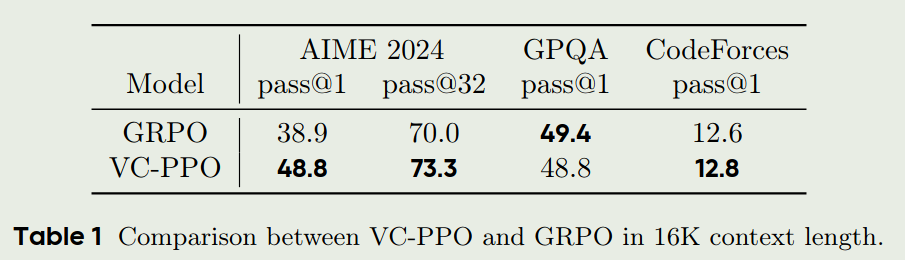 AIME 2024 GPQA CodeForces
Model pass@1 pass@32 pass@1 pass@1
GRPO 38.9 70.0 49.4 12.6
VC-PPO 48.8 73.3 48.8 12.8
Table 1 Comparison between VC-PPO and GRPO in 16K context length.